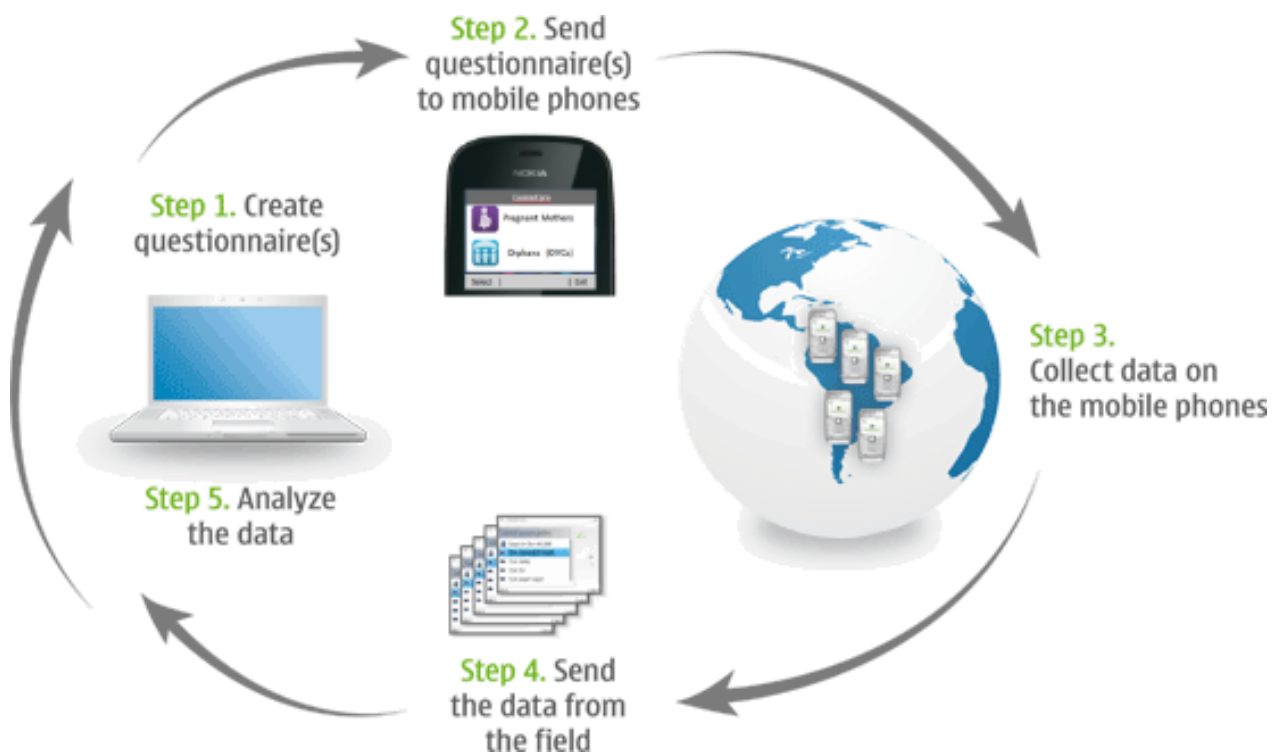 Step 1. Create
questionnaire(s)
Step 2. Send
questionnaire(s)
to mobile phones
NOKIA
CommCare
Pregnant Mothers
Orphans (OVCs)
Select
Exit
Step 3.
Collect data on
the mobile phones
Step 4. Send
the data from
the field
Step 5. Analyze
the data